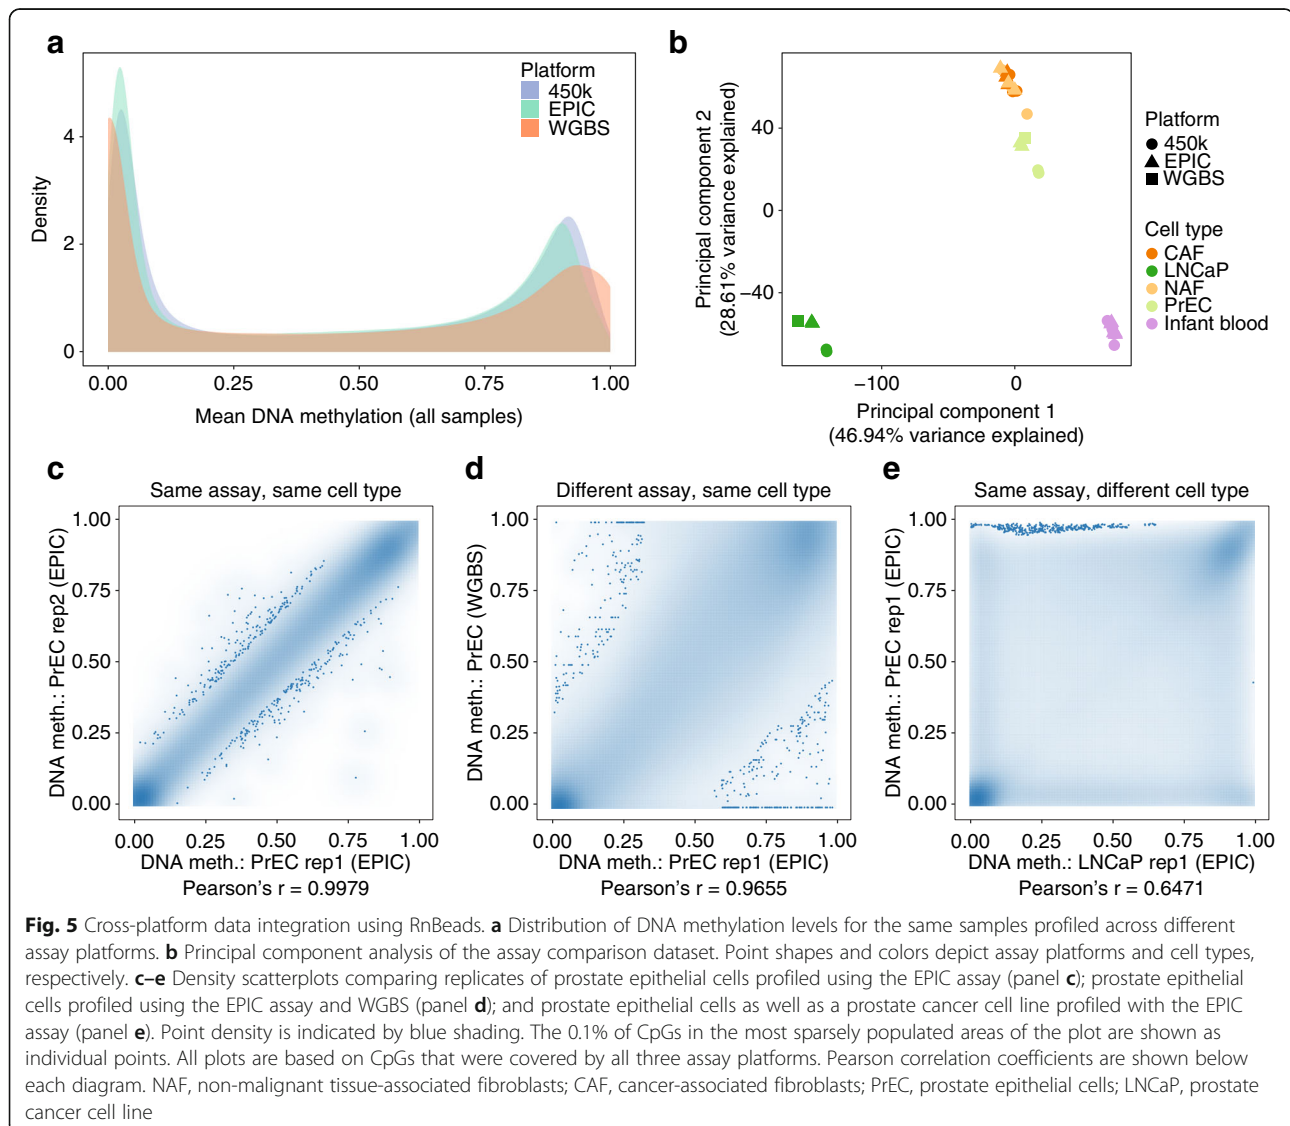 a
Platform
450k
EPIC
WGBS
4
2
0
Density
0.00
0.25
0.50
0.75
1.00
Mean DNA methylation (all samples)
b
Principal component 2
(28.61% variance explained)
40
0
−40
−100
0
Principal component 1
(46.94% variance explained)
Platform
450k
EPIC
WGBS
Cell type
CAF
LNCaP
NAF
PrEC
Infant blood
c
Same assay, same cell type
DNA meth.: PrEC rep2 (EPIC)
1.00
0.75
0.50
0.25
0.00
0.00
0.25
0.50
0.75
1.00
DNA meth.: PrEC rep1 (EPIC)
Pearson's r = 0.9979
d
Different assay, same cell type
DNA meth.: PrEC (WGBS)
1.00
0.75
0.50
0.25
0.00
0.00
0.25
0.50
0.75
1.00
DNA meth.: PrEC rep1 (EPIC)
Pearson's r = 0.9655
e
Same assay, different cell type
DNA meth.: PrEC rep1 (EPIC)
1.00
0.75
0.50
0.25
0.00
0.00
0.25
0.50
0.75
1.00
DNA meth.: LNCaP rep1 (EPIC)
Pearson's r = 0.6471
Fig. 5 Cross-platform data integration using RnBeads. a Distribution of DNA methylation levels for the same samples profiled across different
assay platforms. b Principal component analysis of the assay comparison dataset. Point shapes and colors depict assay platforms and cell types,
respectively. c–e Density scatterplots comparing replicates of prostate epithelial cells profiled using the EPIC assay (panel c); prostate epithelial
cells profiled using the EPIC assay and WGBS (panel d); and prostate epithelial cells as well as a prostate cancer cell line profiled with the EPIC
assay (panel e). Point density is indicated by blue shading. The 0.1% of CpGs in the most sparsely populated areas of the plot are shown as
individual points. All plots are based on CpGs that were covered by all three assay platforms. Pearson correlation coefficients are shown below
each diagram. NAF, non-malignant tissue-associated fibroblasts; CAF, cancer-associated fibroblasts; PrEC, prostate epithelial cells; LNCaP, prostate
cancer cell line